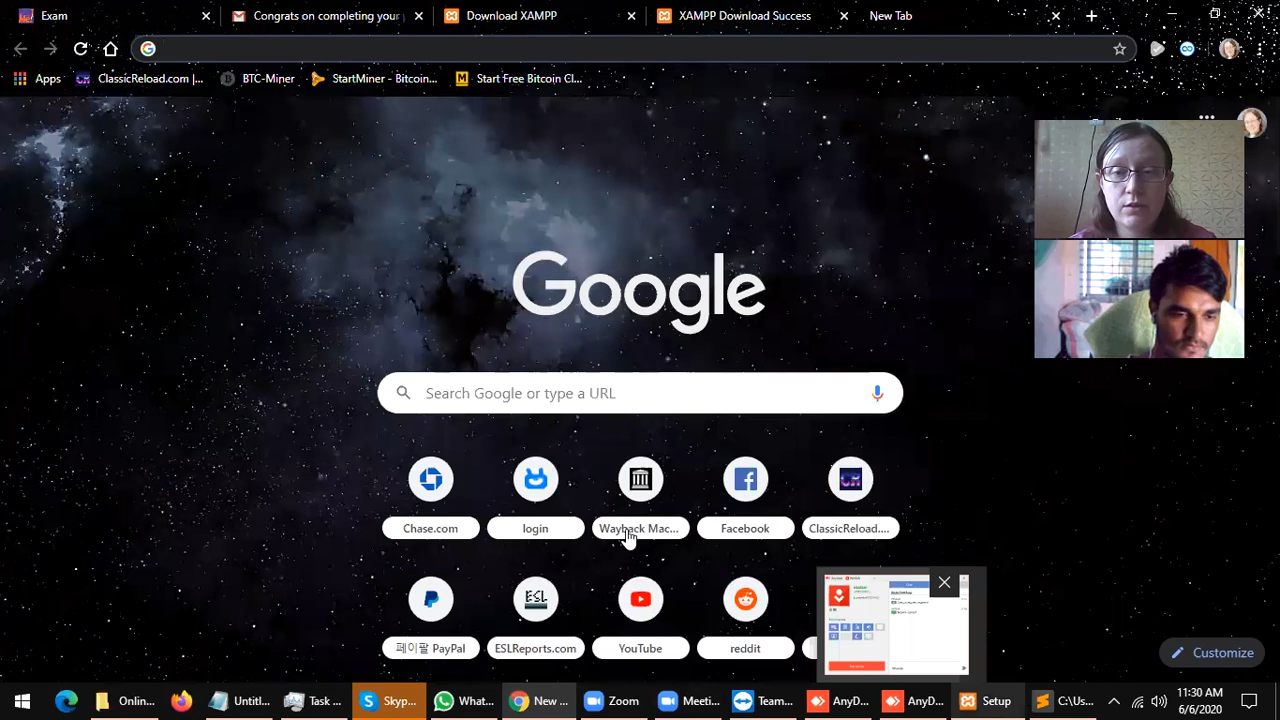 Exam
Congrats on completing your
Download XAMPP
XAMPP Download Success
New Tab
Apps
ClassicReload.com |...
BTC-Miner
StartMiner - Bitcoin...
Start Free Bitcoin Cl...
Google
Search Google or type a URL
Chase.com
login
Wayback Mac...
Facebook
ClassicReload....
페이팔 PayPal
ESL
ESLReports.com
YouTube
reddit
Customize
Onlin...
Untitl...
Task ...
Skyp...
What...
New ...
Zoom
Meeti...
Team...
AnyD...
AnyD...
Setup
C:\Us...
11:30 AM
6/6/2020